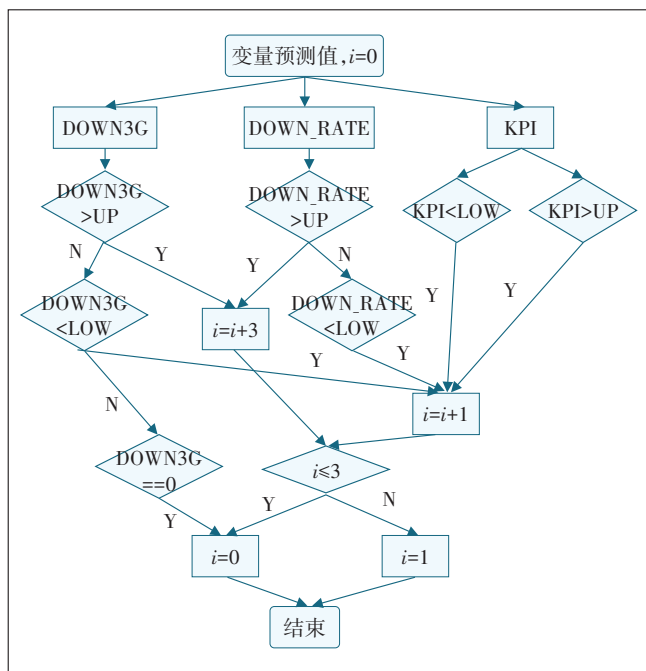 变量预测值,i=0
DOWN3G
DOWN_RATE
KPI
DOWN3G
>UP
DOWN_RATE
>UP
KPI<LOW
KPI>UP
N
Y
Y
N
DOWN3G
<LOW
i=i+3
DOWN_RATE
<LOW
Y
Y
Y
Y
N
i=i+1
DOWN3G
==0
i≤3
Y
Y
N
i=0
i=1
结束